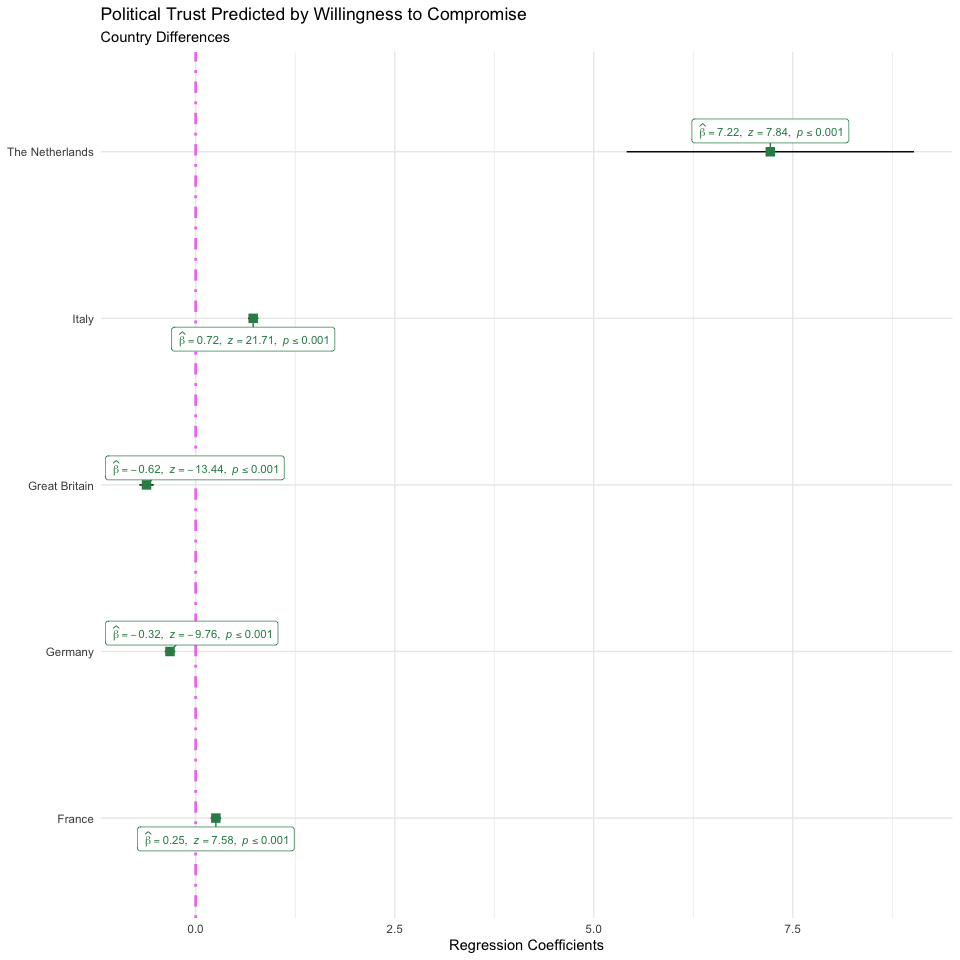 Political Trust Predicted by Willingness to Compromise
Country Differences
The Netherlands
β̂ = 7.22, z = 7.84, p ≤ 0.001
Italy
β̂ = 0.72, z = 21.71, p ≤ 0.001
β̂ = −0.62, z = −13.44, p ≤ 0.001
Great Britain
β̂ = −0.32, z = −9.76, p ≤ 0.001
Germany
France
β̂ = 0.25, z = 7.58, p ≤ 0.001
0.0 2.5 5.0 7.5
Regression Coefficients